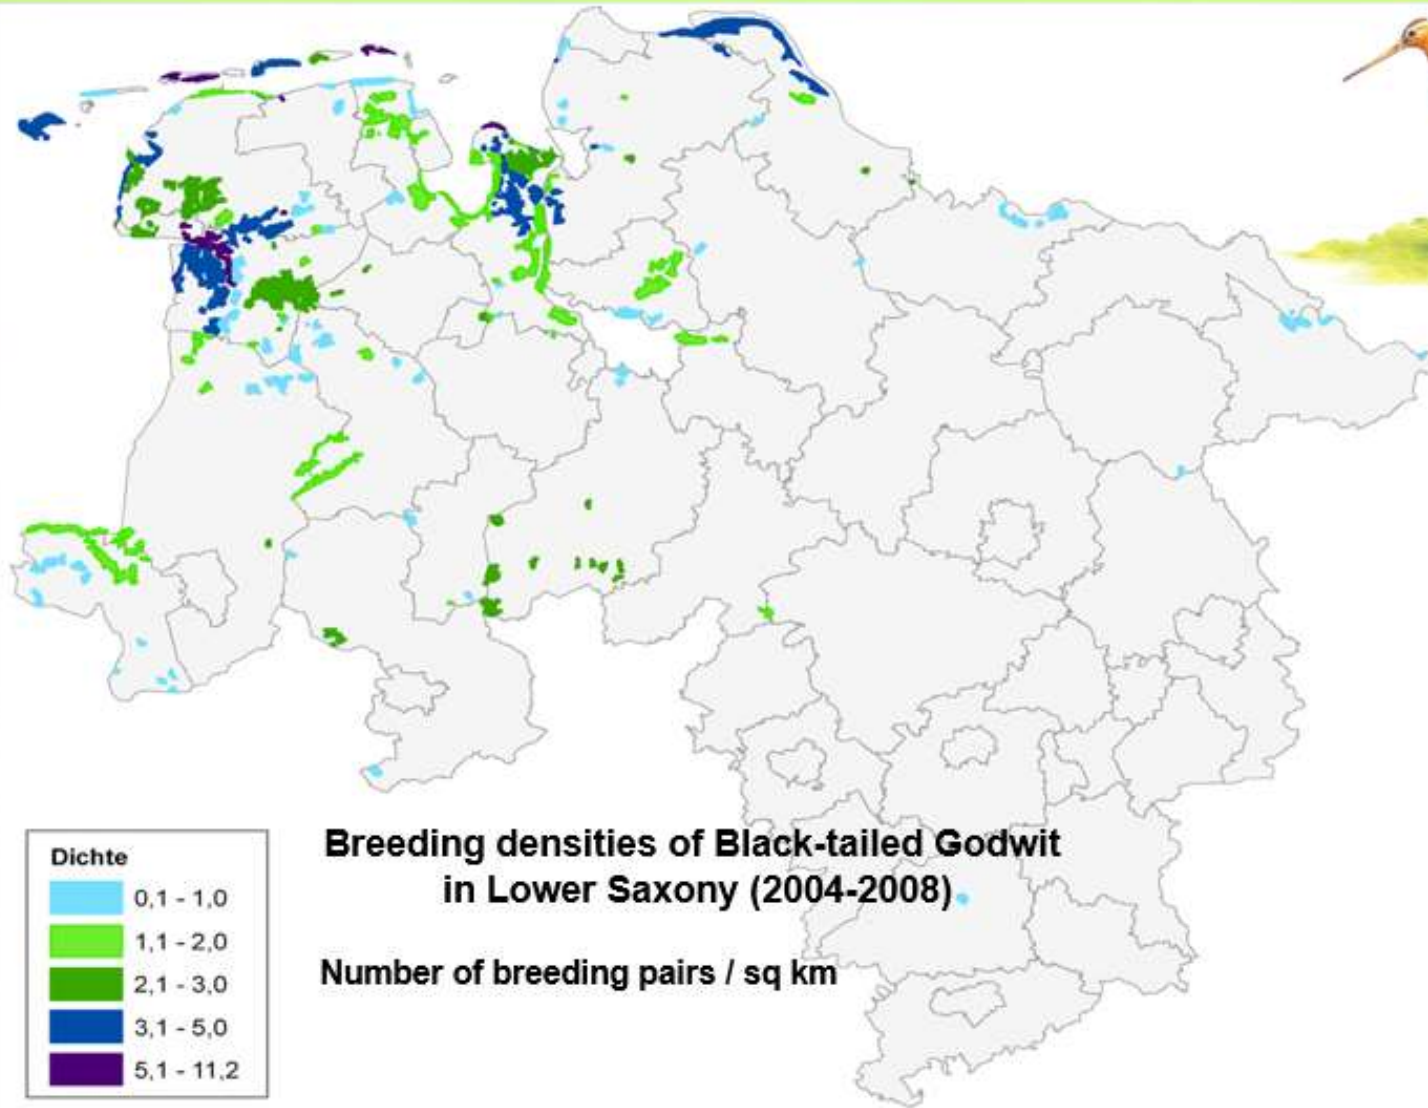 Breeding densities of Black-tailed Godwit
in Lower Saxony (2004-2008)
Number of breeding pairs / sq km
Dichte
0,1 - 1,0
1,1 - 2,0
2,1 - 3,0
3,1 - 5,0
5,1 - 11,2